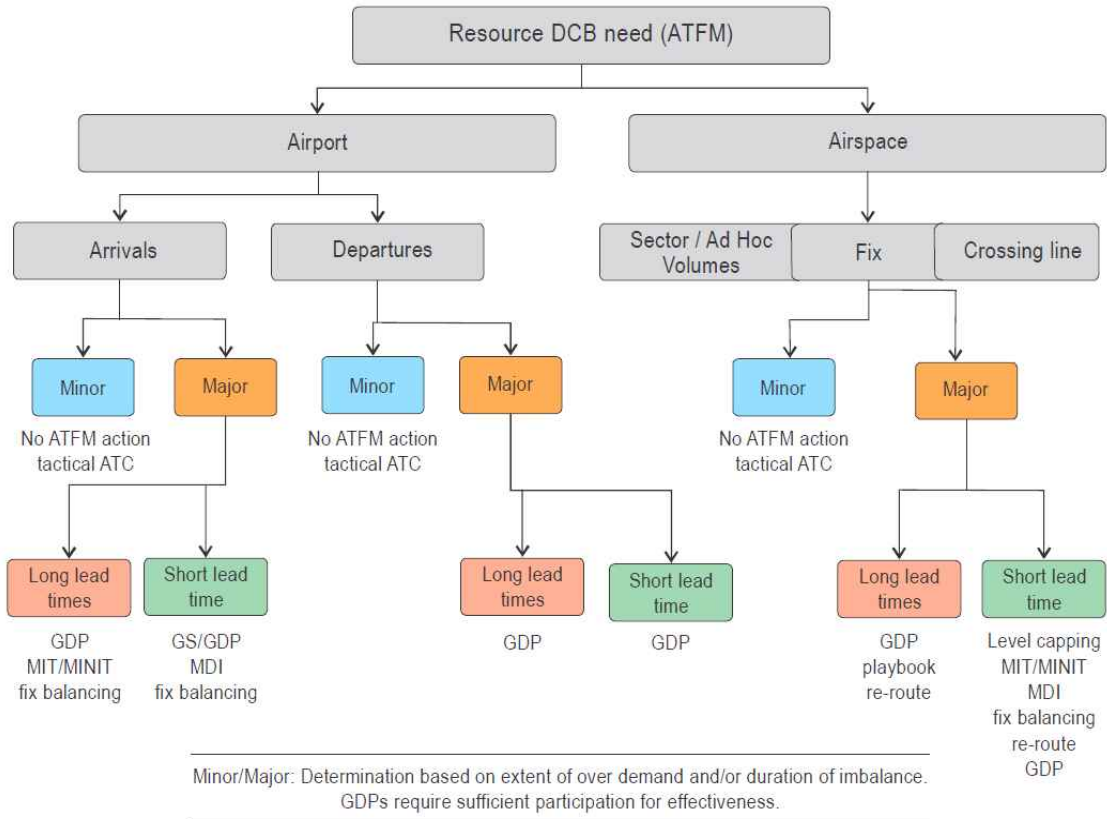 Resource DCB need (ATFM)
Airport
Airspace
Arrivals
Departures
Sector / Ad Hoc
Volumes
Fix
Crossing line
Minor
Major
Minor
Major
Minor
Major
No ATFM action
tactical ATC
No ATFM action
tactical ATC
No ATFM action
tactical ATC
Long lead
times
Short lead
time
Long lead
times
Short lead
time
Long lead
times
Short lead
time
GDP
MIT/MINIT
fix balancing
GS/GDP
MDI
fix balancing
GDP
GDP
GDP
playbook
re-route
Level capping
MIT/MINIT
MDI
fix balancing
re-route
GDP
Minor/Major: Determination based on extent of over demand and/or duration of imbalance.
GDPs require sufficient participation for effectiveness.